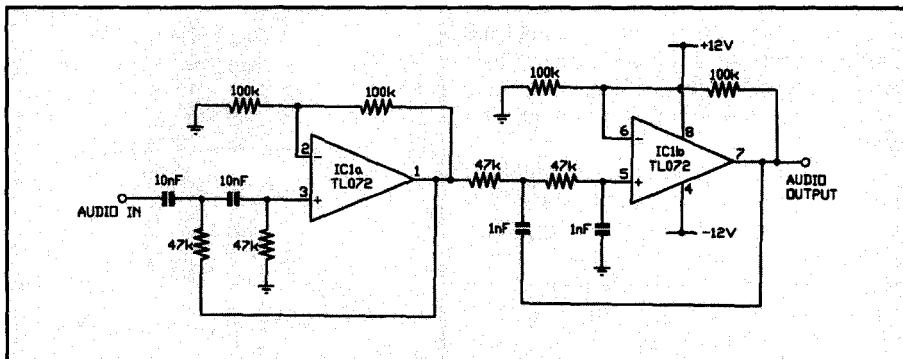 +12V
100k
100k
100k
100k
2
IC1a
TL072
1
3
10nF
10nF
AUDIO IN
47k
47k
47k
47k
6
8
IC1b
TL072
7
5
4
AUDIO
OUTPUT
1nF
1nF
-12V